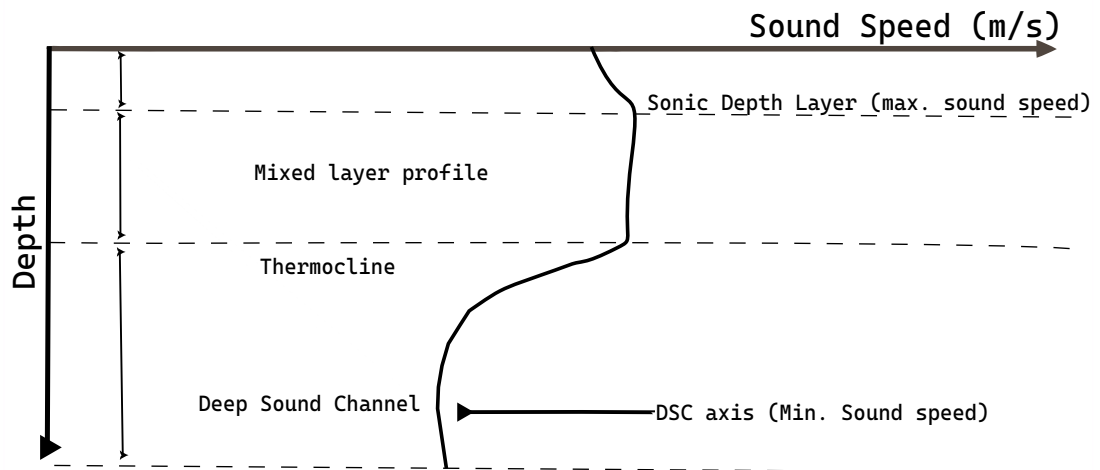 Sound Speed (m/s)
Sonic Depth Layer (max. sound speed)
Mixed layer profile
Depth
Thermocline
Deep Sound Channel
DSC axis (Min. Sound speed)